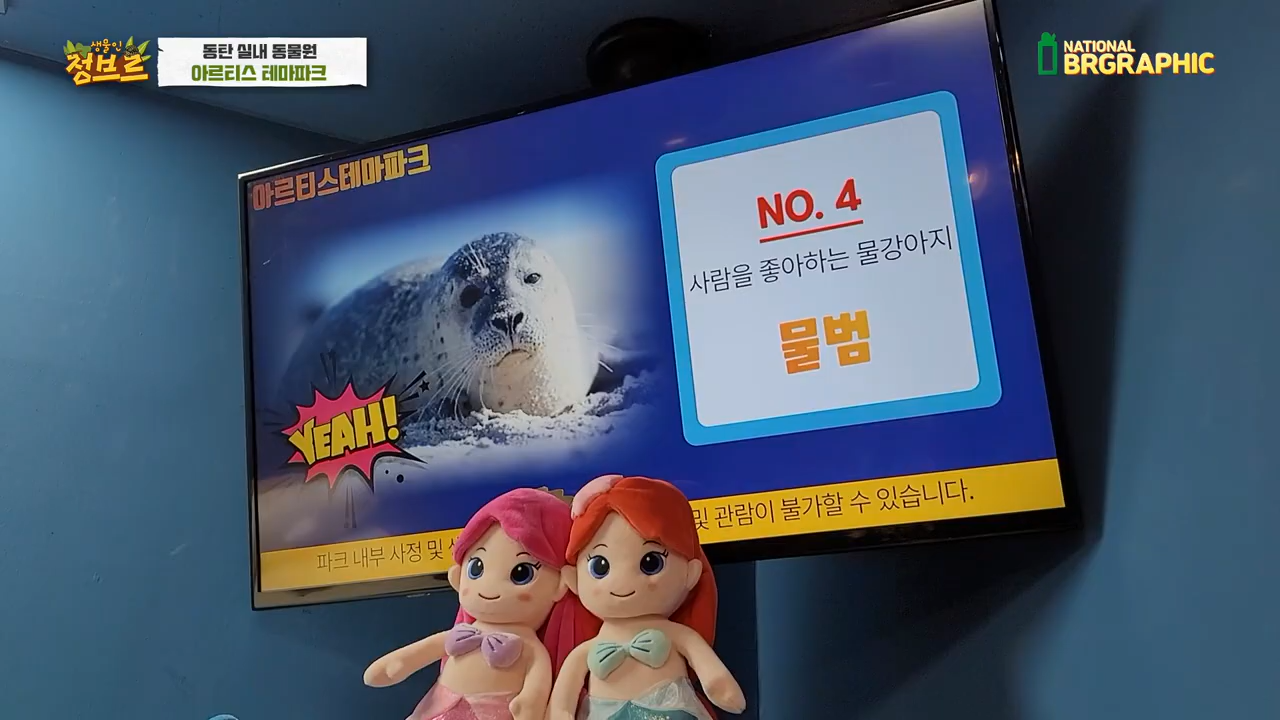 생물인
정브르
동탄 실내 동물원
아르티스 테마파크
NATIONAL
BRGRAPHIC
아르티스테마파크
NO. 4
사람을 좋아하는 물강아지
물범
YEAH!
파크 내부 사정 및
및 관람이 불가할 수 있습니다.